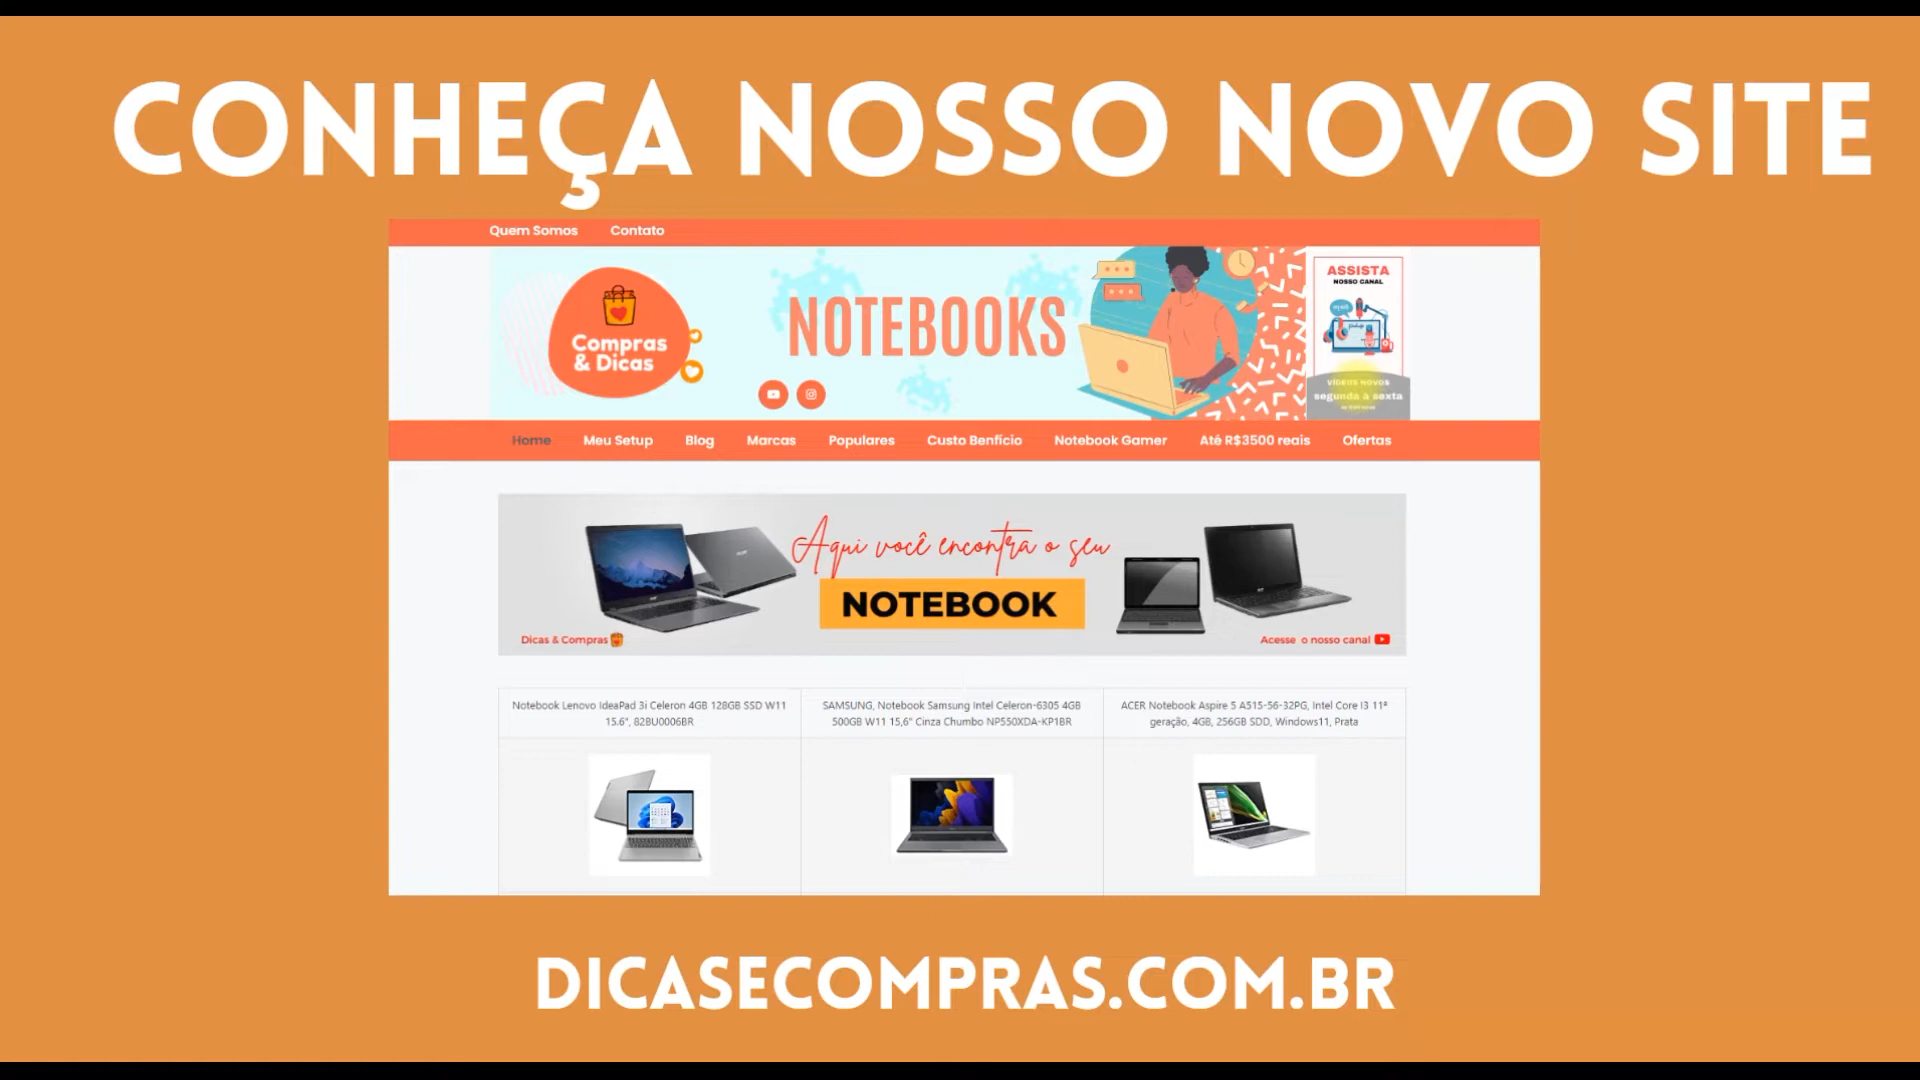 CONHEÇA NOSSO NOVO SITE
Quem Somos Contato
Compras
& Dicas
NOTEBOOKS
ASSISTA
NOSSO CANAL
VÍDEOS NOVOS
segunda à sexta
Home Meu Setup Blog Marcas Populares Custo Benfício Notebook Gamer Até R$3500 reais Ofertas
Aqui você encontra o seu
NOTEBOOK
Dicas & Compras
Acesse o nosso canal
Notebook Lenovo IdeaPad 3i Celeron 4GB 128GB SSD W11
15.6", 82BU0006BR
SAMSUNG, Notebook Samsung Intel Celeron-6305 4GB
500GB W11 15,6" Cinza Chumbo NP550XDA-KP1BR
ACER Notebook Aspire 5 A515-56-32PG, Intel Core I3 11ª
geração, 4GB, 256GB SDD, Windows11, Prata
DICASECOMPRAS.COM.BR